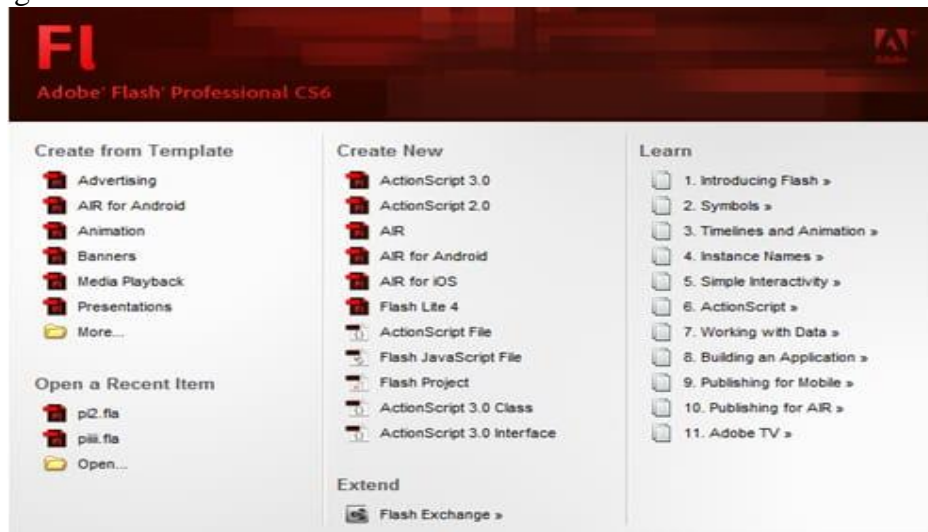 g
Fl
Adobe
Adobe® Flash® Professional CS6
Create from Template
Advertising
AIR for Android
Animation
Banners
Media Playback
Presentations
More...
Open a Recent Item
pi2.fla
piiii.fla
Open...
Create New
ActionScript 3.0
ActionScript 2.0
AIR
AIR for Android
AIR for iOS
Flash Lite 4
ActionScript File
Flash JavaScript File
Flash Project
ActionScript 3.0 Class
ActionScript 3.0 Interface
Extend
Flash Exchange »
Learn
1. Introducing Flash »
2. Symbols »
3. Timelines and Animation »
4. Instance Names »
5. Simple Interactivity »
6. ActionScript »
7. Working with Data »
8. Building an Application »
9. Publishing for Mobile »
10. Publishing for AIR »
11. Adobe TV »